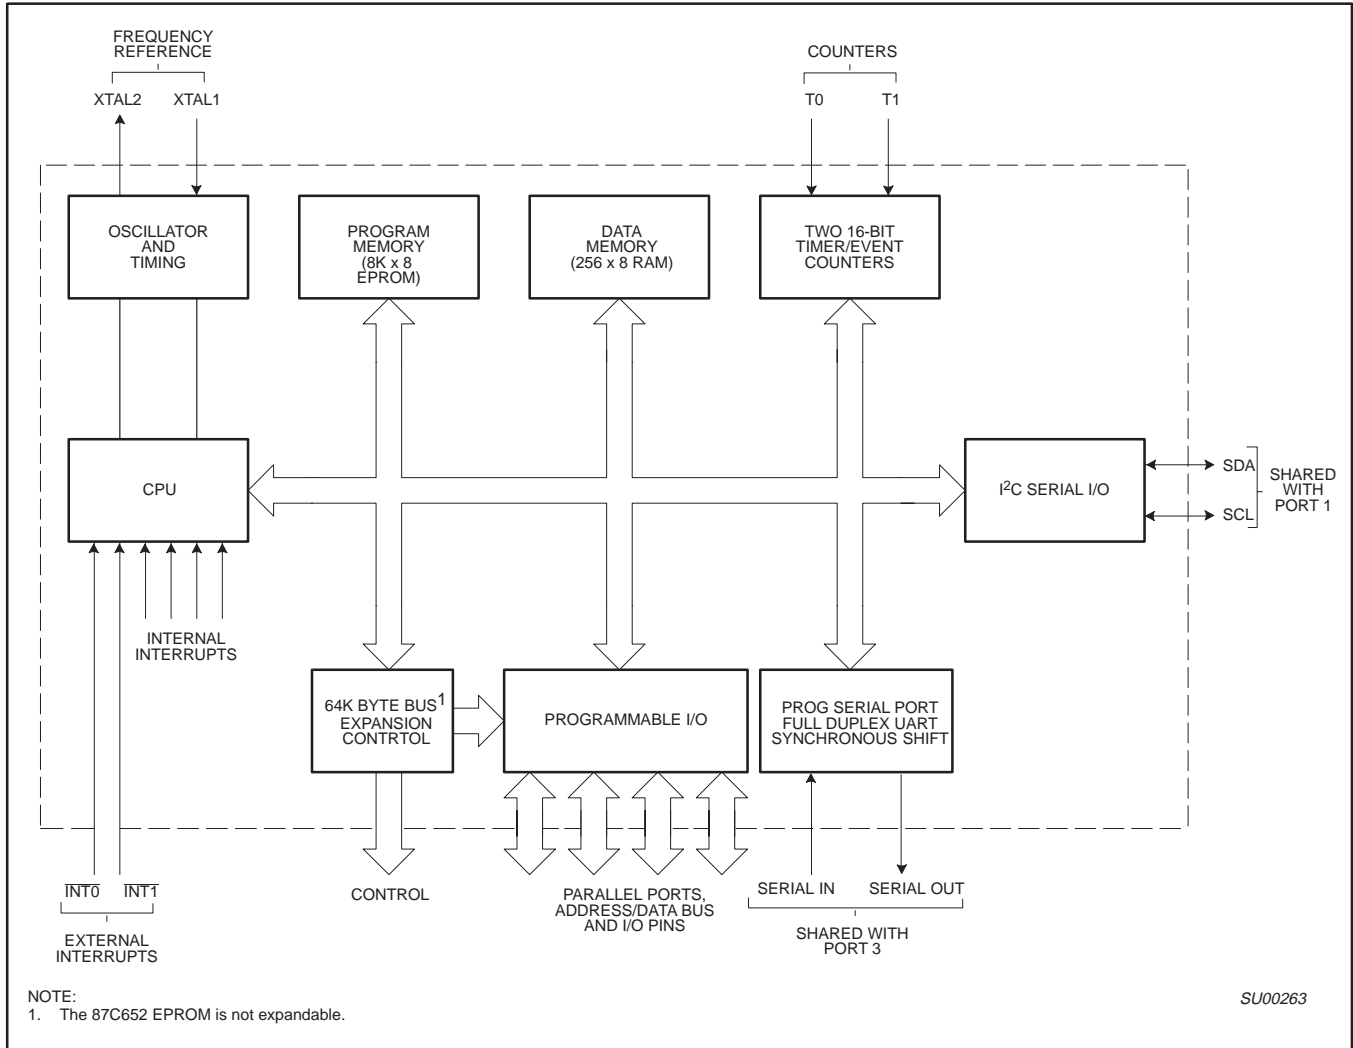 FREQUENCY
REFERENCE
XTAL2
XTAL1
COUNTERS
T0
T1
OSCILLATOR
AND
TIMING
PROGRAM
MEMORY
(8K x 8
EPROM)
DATA
MEMORY
(256 x 8 RAM)
TWO 16-BIT
TIMER/EVENT
COUNTERS
CPU
I2C SERIAL I/O
SDA
SCL
SHARED
WITH
PORT 1
INTERNAL
INTERRUPTS
64K BYTE BUS1
EXPANSION
CONTRTOL
PROGRAMMABLE I/O
PROG SERIAL PORT
FULL DUPLEX UART
SYNCHRONOUS SHIFT
INT0
INT1
EXTERNAL
INTERRUPTS
CONTROL
PARALLEL PORTS,
ADDRESS/DATA BUS
AND I/O PINS
SERIAL IN
SERIAL OUT
SHARED WITH
PORT 3
NOTE:
1. The 87C652 EPROM is not expandable.
SU00263